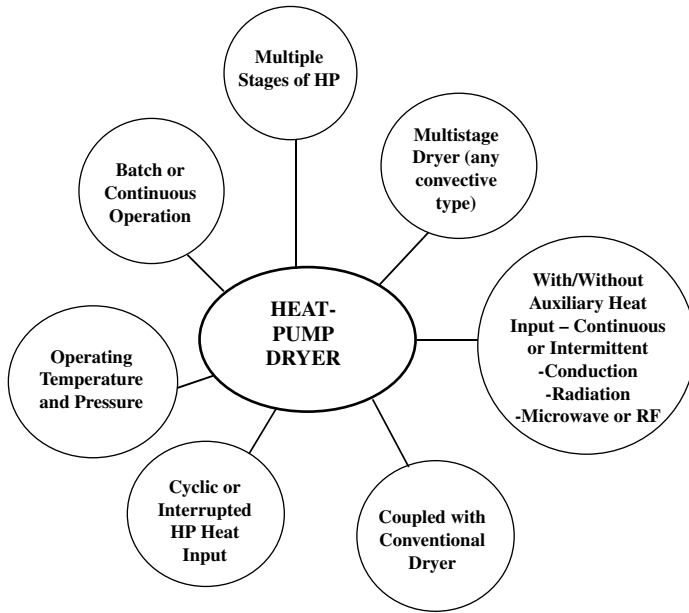 Multiple
Stages of HP
Multistage
Dryer (any
convective
type)
Batch or
Continuous
Operation
HEAT-
PUMP
DRYER
With/Without
Auxiliary Heat
Input – Continuous
or Intermittent
-Conduction
-Radiation
-Microwave or RF
Operating
Temperature
and Pressure
Cyclic or
Interrupted
HP Heat
Input
Coupled with
Conventional
Dryer